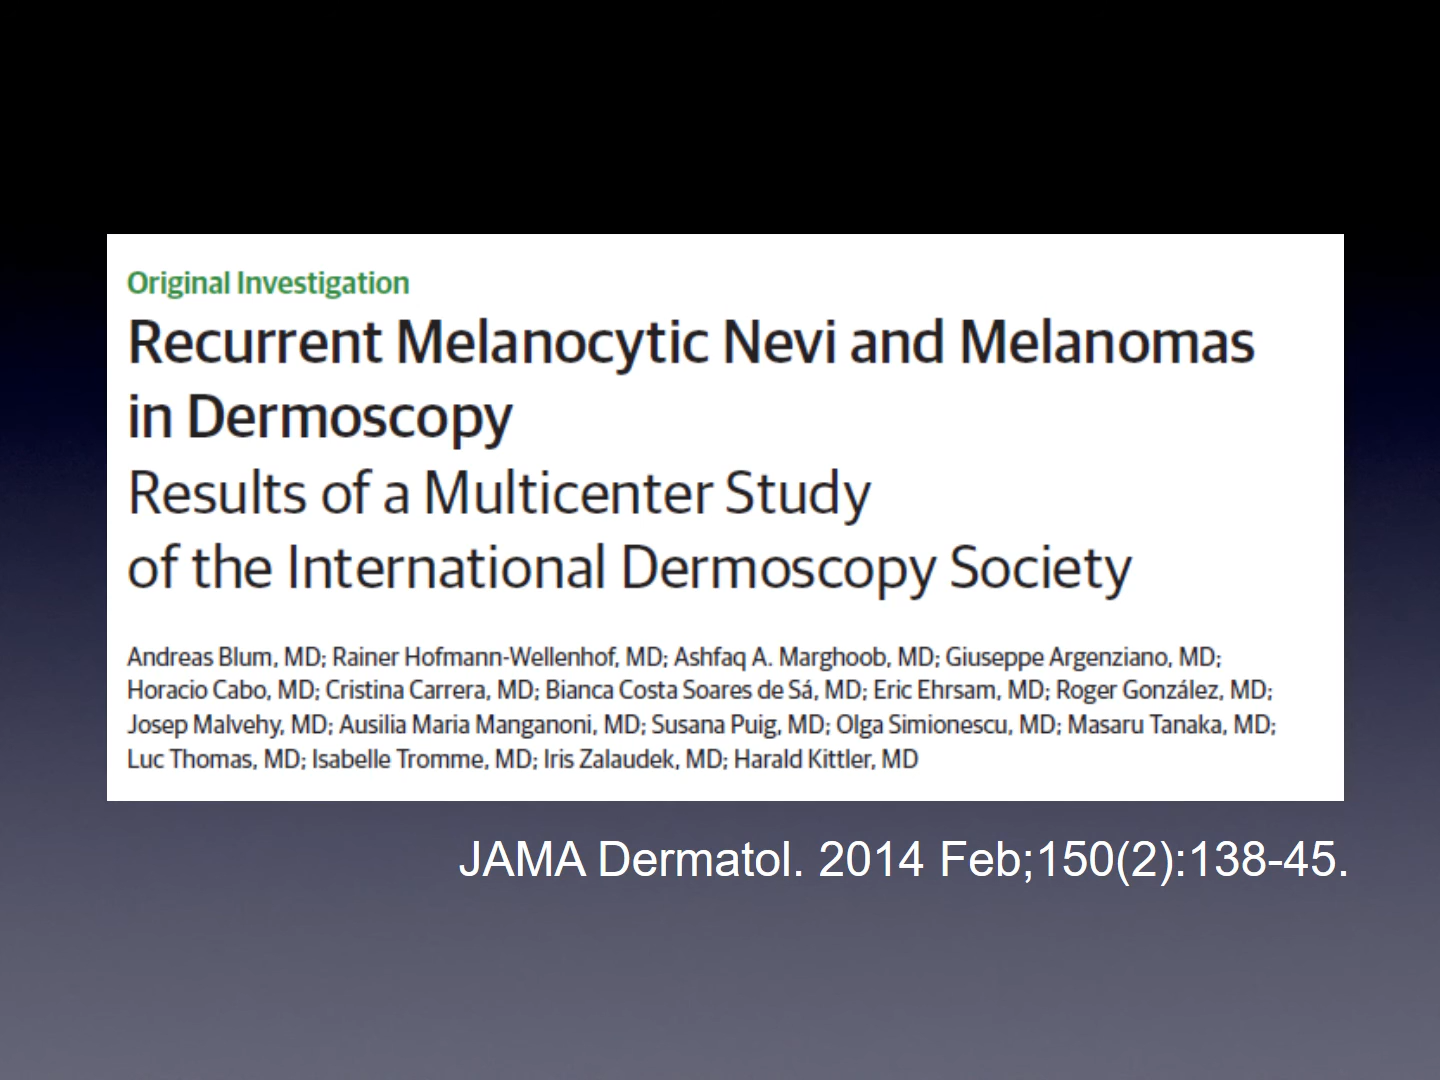 Original Investigation
Recurrent Melanocytic Nevi and Melanomas
in Dermoscopy
Results of a Multicenter Study
of the International Dermoscopy Society
Andreas Blum, MD; Rainer Hofmann-Wellenhof, MD; Ashfaq A. Marghoob, MD; Giuseppe Argenziano, MD;
Horacio Cabo, MD; Cristina Carrera, MD; Bianca Costa Soares de Sá, MD; Eric Ehrsam, MD; Roger González, MD;
Josep Malvehy, MD; Ausilia Maria Manganoni, MD; Susana Puig, MD; Olga Simionescu, MD; Masaru Tanaka, MD;
Luc Thomas, MD; Isabelle Tromme, MD; Iris Zalaudek, MD; Harald Kittler, MD
JAMA Dermatol. 2014 Feb;150(2):138-45.